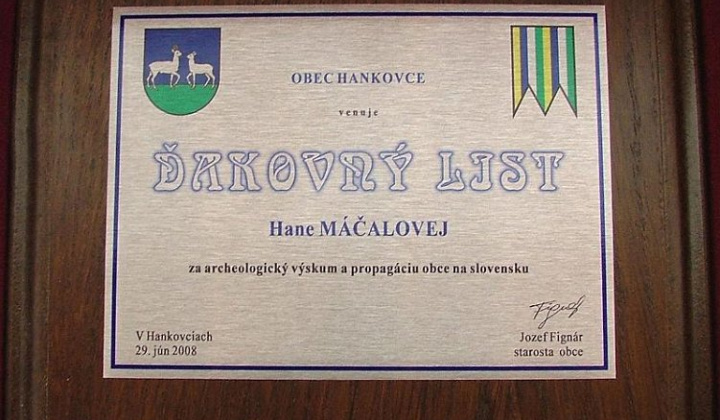 OBEC HANKOVCE
venuje
ĎAKOVNÝ LIST
Hane MÁČALOVEJ
za archeologický výskum a propagáciu obce na slovensku
V Hankovciach
29. jún 2008
Jozef Fignár
starosta obce